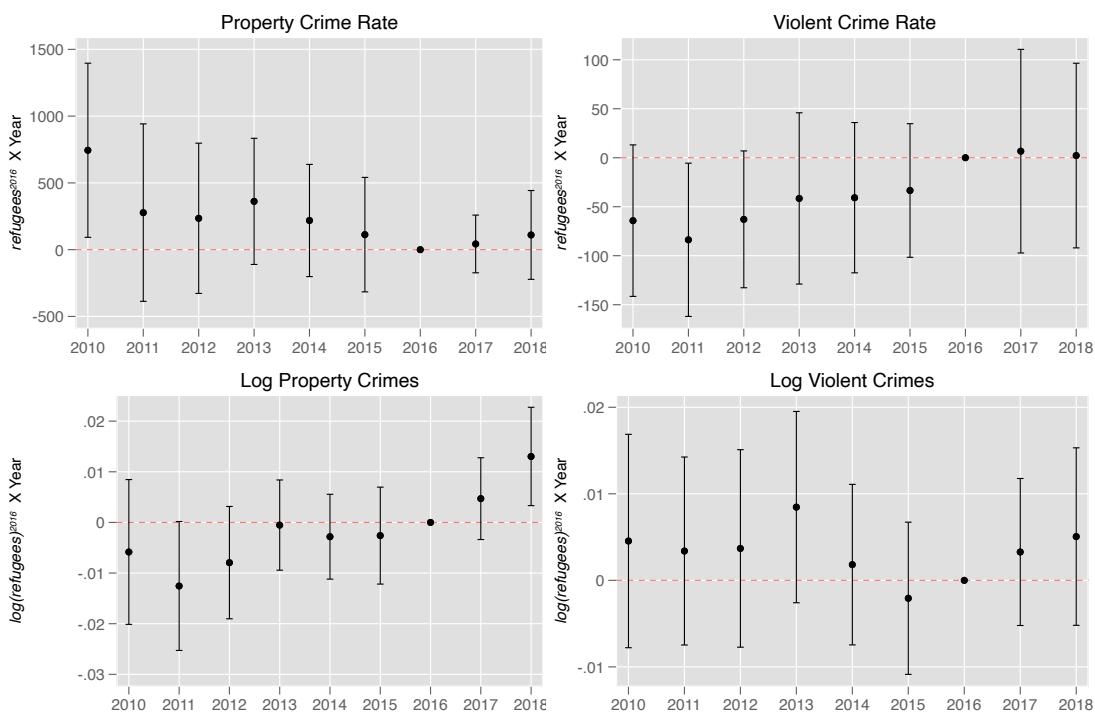 Property Crime Rate
refugees²⁰¹⁶ X Year
1500
1000
500
0
-500
2010 2011 2012 2013 2014 2015 2016 2017 2018
Violent Crime Rate
refugees²⁰¹⁶ X Year
100
50
0
-50
-100
-150
2010 2011 2012 2013 2014 2015 2016 2017 2018
Log Property Crimes
log(refugees)²⁰¹⁶ X Year
.02
.01
0
-.01
-.02
-.03
2010 2011 2012 2013 2014 2015 2016 2017 2018
Log Violent Crimes
log(refugees)²⁰¹⁶ X Year
.02
.01
0
-.01
2010 2011 2012 2013 2014 2015 2016 2017 2018